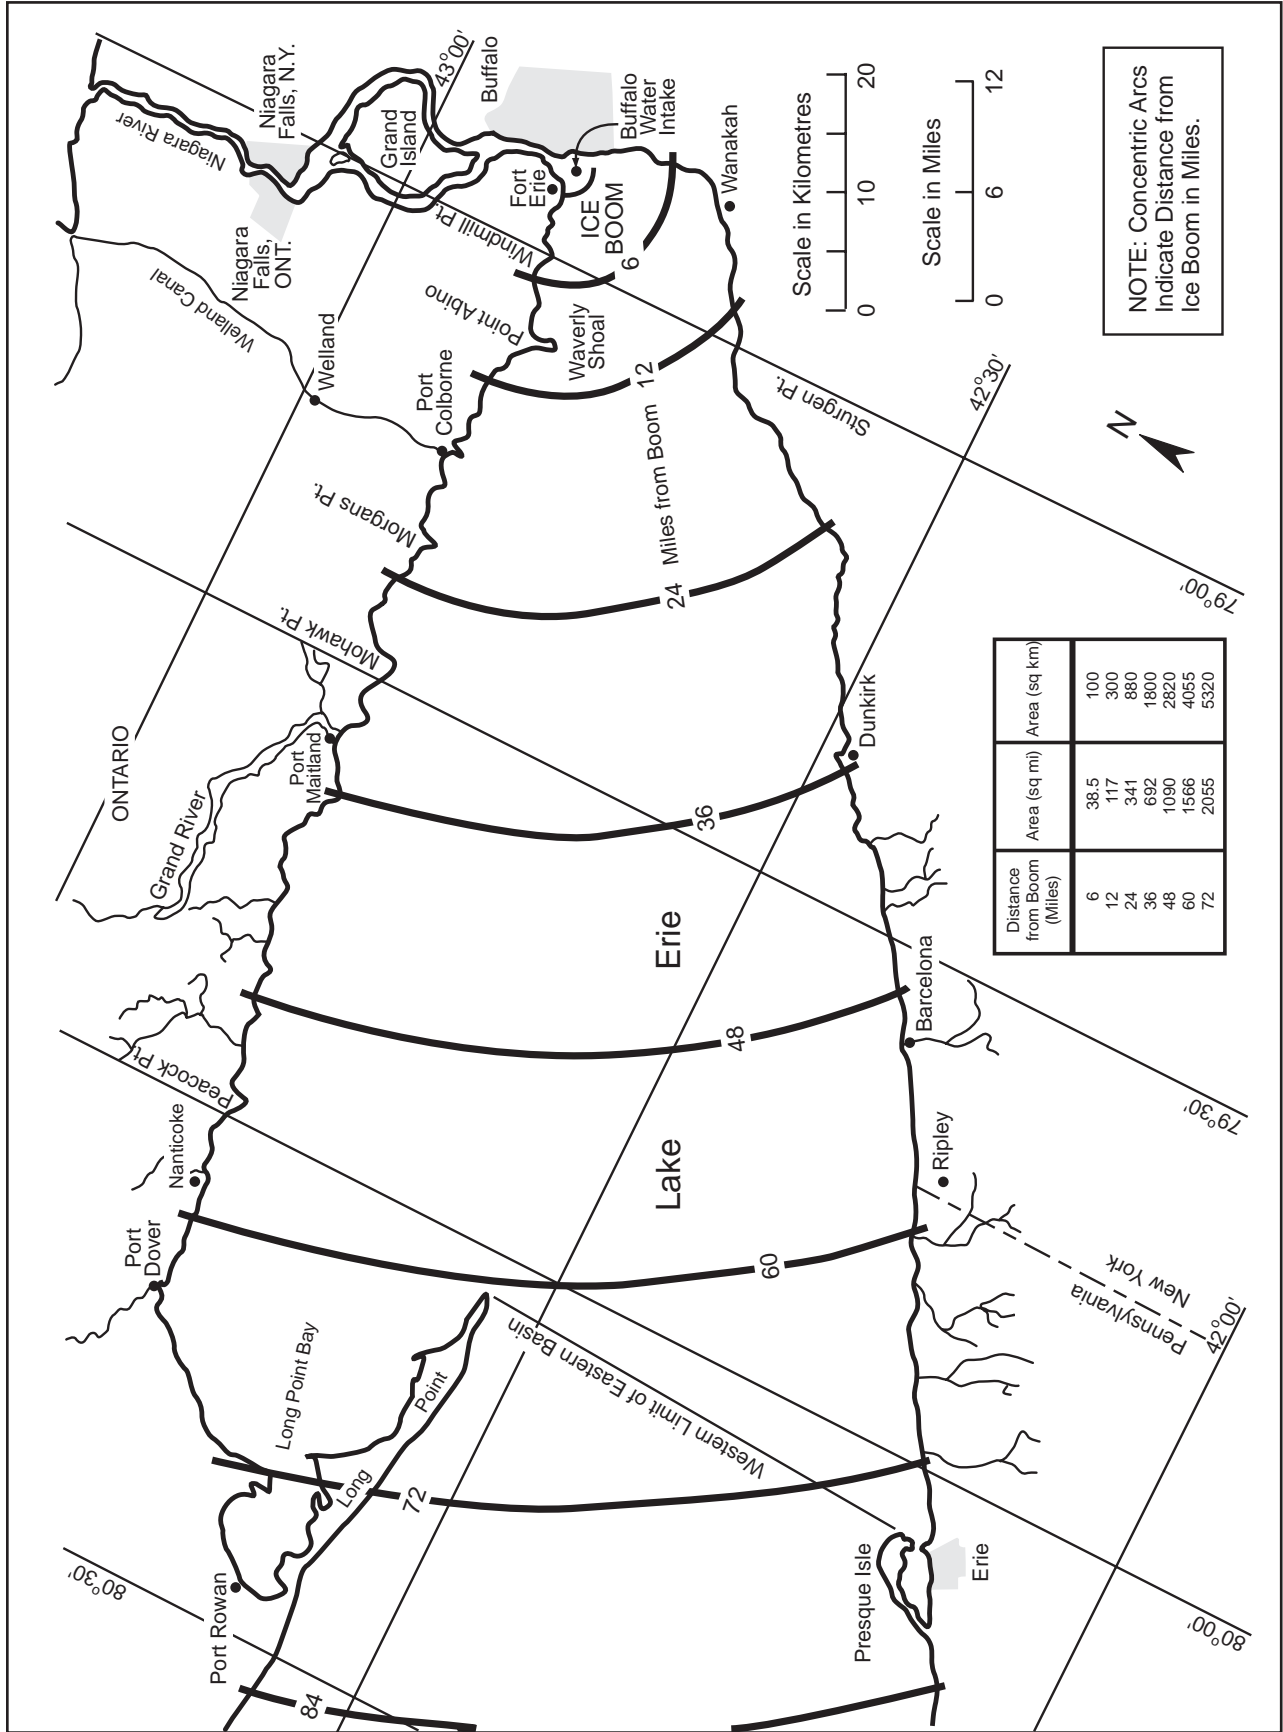 Niagara River
Niagara
Falls, N.Y.
Grand
Island
43°00'
Buffalo
Buffalo
Water
Intake
Wanakah
Fort
Erie
ICE
BOOM
Windmill Pt.
Niagara
Falls,
ONT.
Welland Canal
Welland
Port
Colborne
Point Abino
Waverly
Shoal
6
12
Miles from Boom
24
36
48
60
72
84
Sturgen Pt.
Morgans Pt.
Mohawk Pt.
ONTARIO
Port
Maitland
Grand River
Dunkirk
Lake Erie
Barcelona
Peacock Pt.
Nanticoke
Port
Dover
Ripley
New York
Pennsylvania
Long Point Bay
Long Point
Western Limit of Eastern Basin
Port Rowan
Presque Isle
Erie
42°30'
42°00'
79°00'
79°30'
80°00'
80°30'
N
Scale in Kilometres
0 10 20
Scale in Miles
0 6 12
NOTE: Concentric Arcs
Indicate Distance from
Ice Boom in Miles.
Distance
from Boom
(Miles) Area (sq mi) Area (sq km)
6 38.5 100
12 117 300
24 341 880
36 692 1800
48 1090 2820
60 1566 4055
72 2055 5320